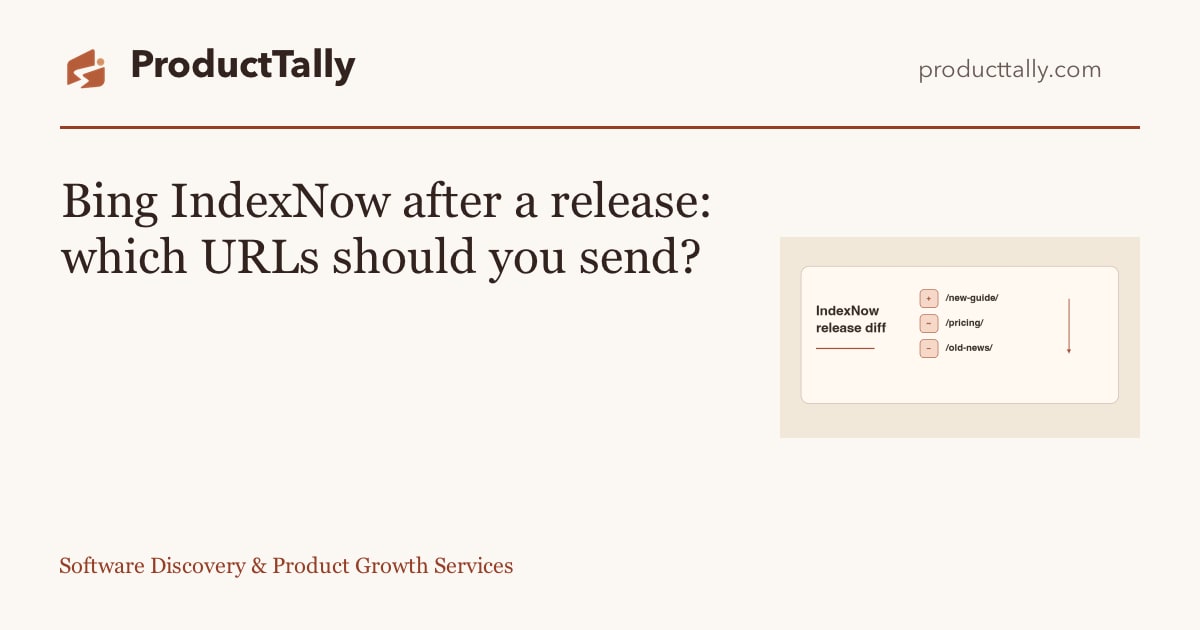 ProductTally
producttally.com
Bing IndexNow after a release:
which URLs should you send?
IndexNow
release diff
+ /new-guide/
~ /pricing/
− /old-news/
Software Discovery & Product Growth Services